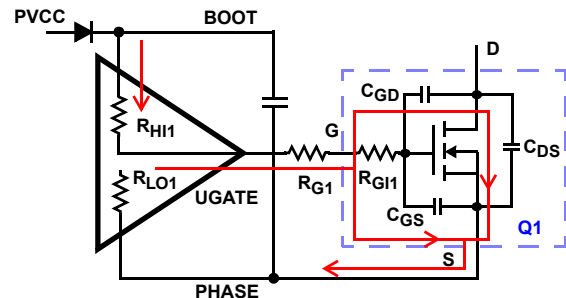 PVCC
BOOT
D
CGD
RHI1
G
CDS
RLO1
RG1
RGI1
UGATE
CGS
Q1
S
PHASE